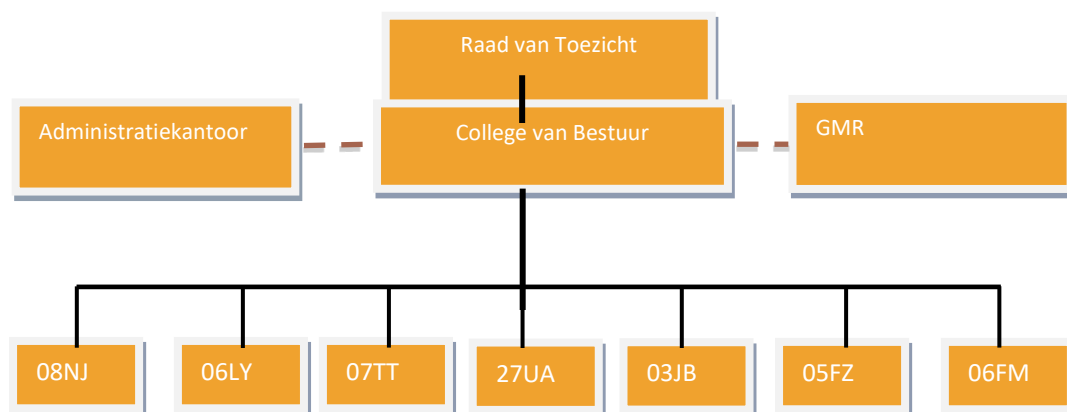 Raad van Toezicht
Administratiekantoor
College van Bestuur
GMR
08NJ
06LY
07TT
27UA
03JB
05FZ
06FM